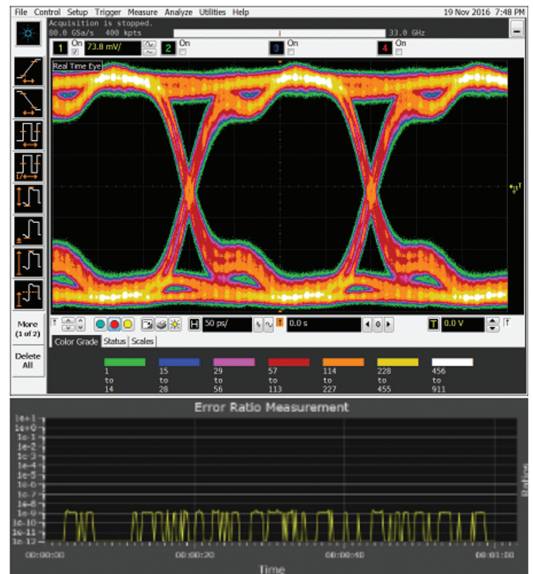 File Control Setup Trigger Measure Analyze Utilities Help 19 Nov 2016 7:48 PM
Acquisition is stopped.
80.0 GSa/s 400 kpts 33.0 GHz
1 On 73.8 mV/ 2 On 3 On 4 On
Real Time Eye
More
(1 of 2)
Delete
All
H 50 ps/ 0.0 s T 0.0 V
Color Grade Status Scales
1 15 29 57 114 228 456
to to to to to to to
14 28 56 113 227 455 911
Error Ratio Measurement
1e+1
1e+0
1e-1
1e-2
1e-3
1e-4
1e-5
1e-6
1e-7
1e-8
1e-9
1e-10
1e-11
1e-12
Ratios
00:00:00 00:00:20 00:00:40 00:01:00
Time